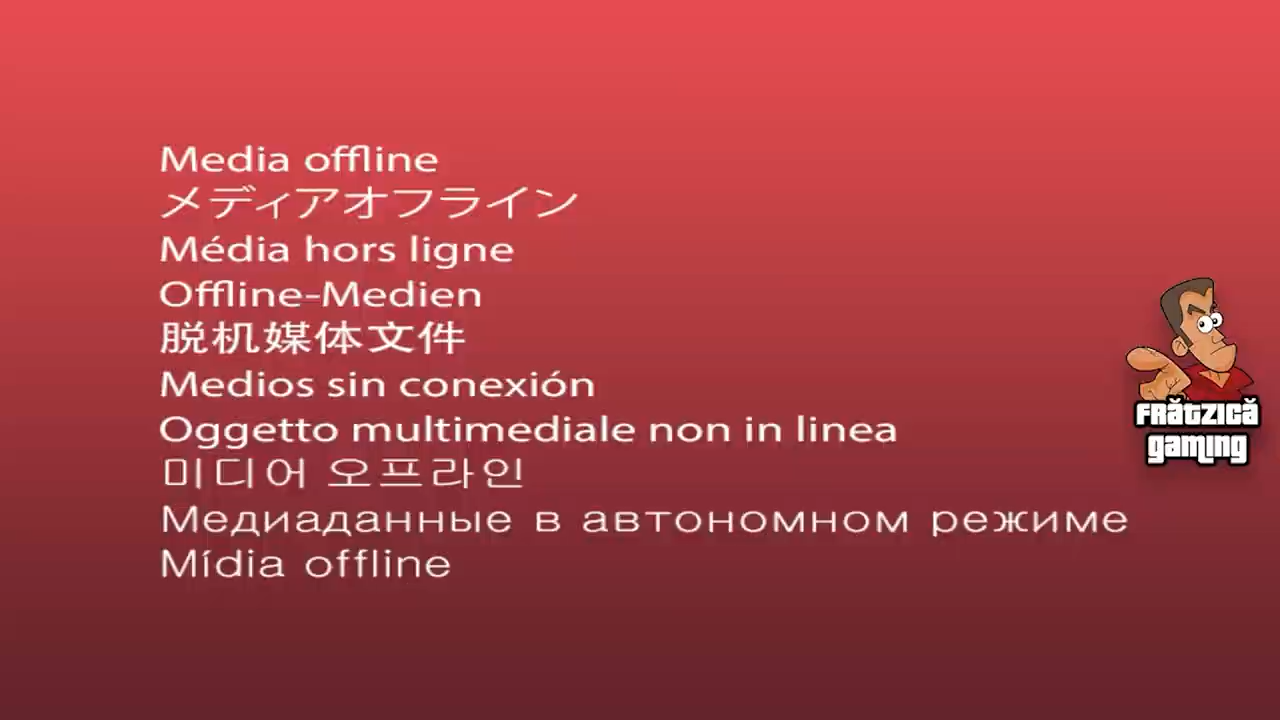 Media offline
メディアオフライン
Média hors ligne
Offline-Medien
脱机媒体文件
Medios sin conexión
Oggetto multimediale non in linea
미디어 오프라인
Медиаданные в автономном режиме
Mídia offline
FRĂTZICĂ
gaming